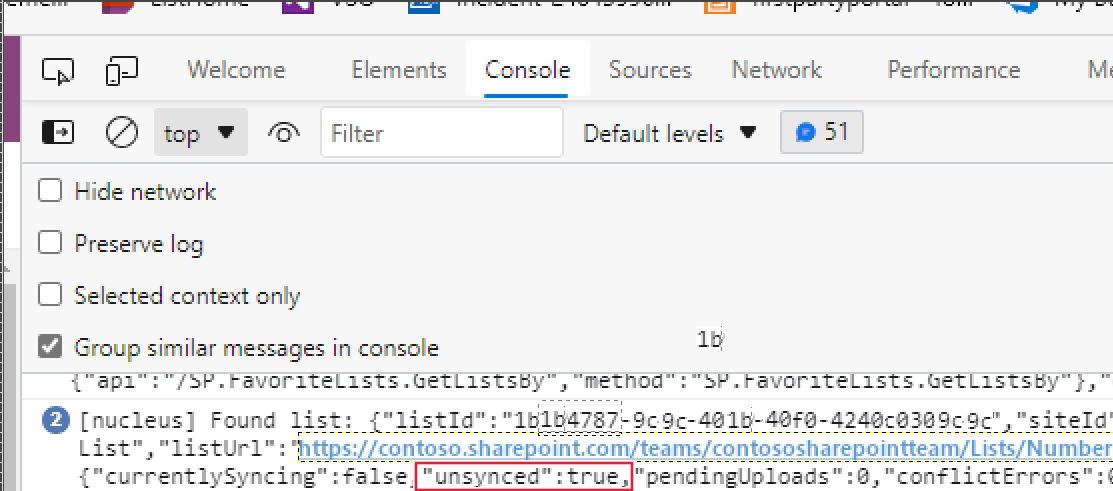 Welcome Elements Console Sources Network Performance
top Filter Default levels 51
Hide network
Preserve log
Selected context only
1b
Group similar messages in console
{"api":"/SP.FavoriteLists.GetListsBy","method":"SP.FavoriteLists.GetListsBy"},"
2 [nucleus] Found list: {"listId":"1b1b4787-9c9c-401b-40f0-4240c0309c9c","siteId
List","listUrl":"https://contoso.sharepoint.com/teams/contososharepointteam/Lists/Number
{"currentlySyncing":false,"unsynced":true,"pendingUploads":0,"conflictErrors":0